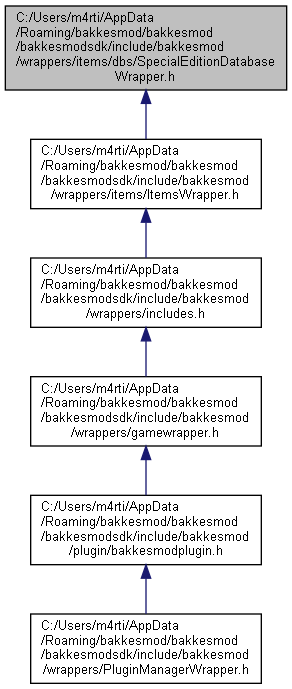 C:/Users/m4rti/AppData
/Roaming/bakkesmod/bakkesmod
/bakkesmodsdk/include/bakkesmod
/wrappers/items/dbs/SpecialEditionDatabase
Wrapper.h
C:/Users/m4rti/AppData
/Roaming/bakkesmod/bakkesmod
/bakkesmodsdk/include/bakkesmod
/wrappers/items/ItemsWrapper.h
C:/Users/m4rti/AppData
/Roaming/bakkesmod/bakkesmod
/bakkesmodsdk/include/bakkesmod
/wrappers/includes.h
C:/Users/m4rti/AppData
/Roaming/bakkesmod/bakkesmod
/bakkesmodsdk/include/bakkesmod
/wrappers/gamewrapper.h
C:/Users/m4rti/AppData
/Roaming/bakkesmod/bakkesmod
/bakkesmodsdk/include/bakkesmod
/plugin/bakkesmodplugin.h
C:/Users/m4rti/AppData
/Roaming/bakkesmod/bakkesmod
/bakkesmodsdk/include/bakkesmod
/wrappers/PluginManagerWrapper.h